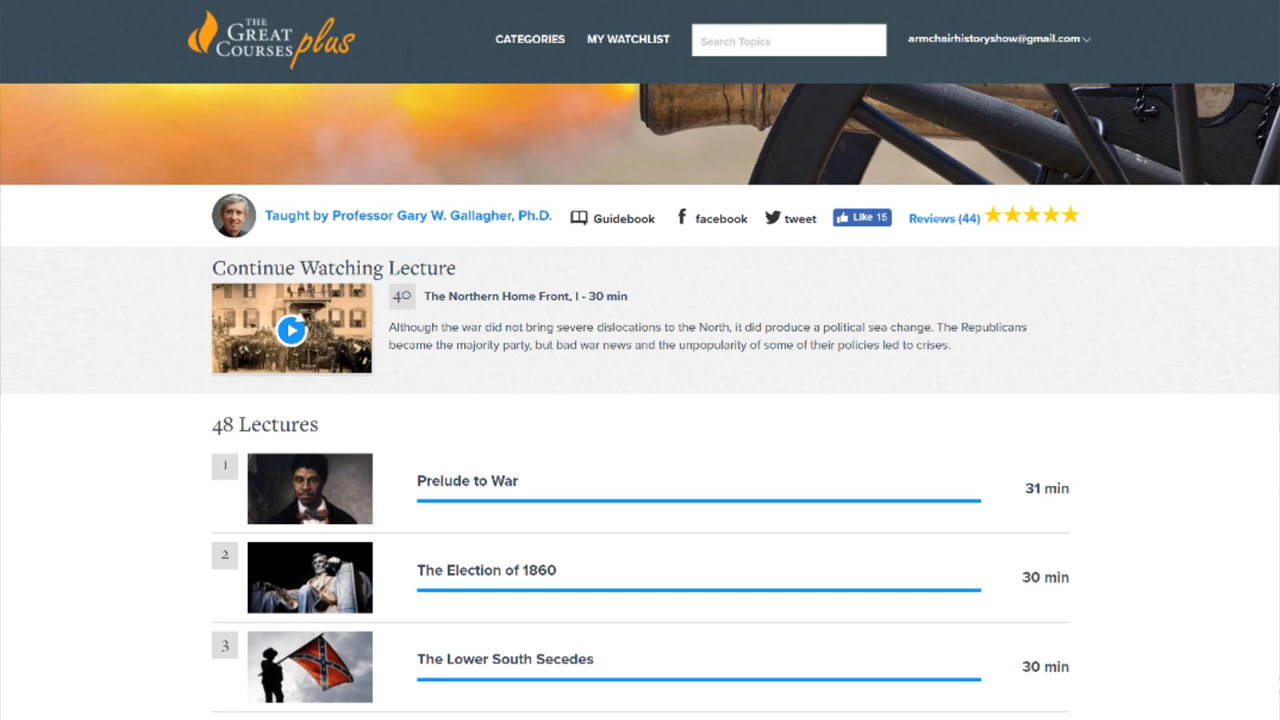 THE
GREAT
COURSES plus
CATEGORIES
MY WATCHLIST
Search Topics
armchairhistoryshow@gmail.com
Taught by Professor Gary W. Gallagher, Ph.D.
Guidebook
facebook
tweet
Like 15
Reviews (44)
Continue Watching Lecture
40
The Northern Home Front, I - 30 min
Although the war did not bring severe dislocations to the North, it did produce a political sea change. The Republicans
became the majority party, but bad war news and the unpopularity of some of their policies led to crises.
48 Lectures
1
Prelude to War
31 min
2
The Election of 1860
30 min
3
The Lower South Secedes
30 min